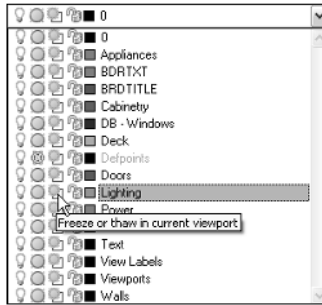 0
0
Appliances
BDRTXT
BRDTITLE
Cabinetry
DB - Windows
Deck
Defpoints
Doors
Lighting
Power
Freeze or thaw in current viewport
Text
View Labels
Viewports
Walls